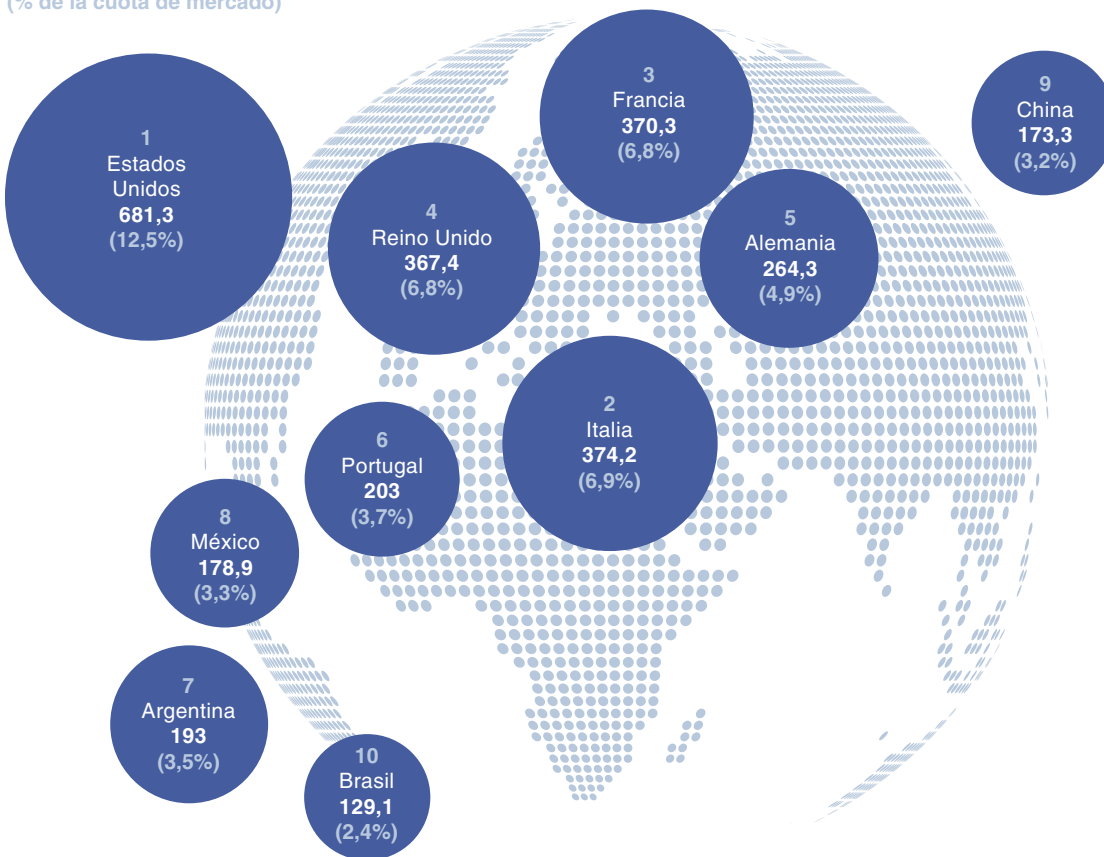 (% de la cuota de mercado)
1
Estados
Unidos
681,3
(12,5%)
3
Francia
370,3
(6,8%)
9
China
173,3
(3,2%)
4
Reino Unido
367,4
(6,8%)
5
Alemania
264,3
(4,9%)
2
Italia
374,2
(6,9%)
6
Portugal
203
(3,7%)
8
México
178,9
(3,3%)
7
Argentina
193
(3,5%)
10
Brasil
129,1
(2,4%)